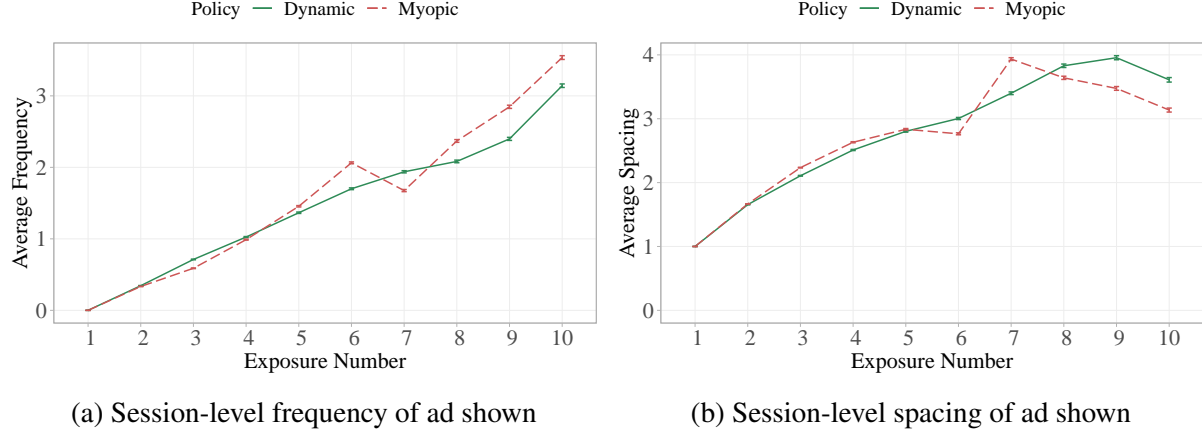 Policy Dynamic Myopic
Average Frequency
3
2
1
0
1 2 3 4 5 6 7 8 9 10
Exposure Number
(a) Session-level frequency of ad shown
Policy Dynamic Myopic
Average Spacing
4
3
2
1
0
1 2 3 4 5 6 7 8 9 10
Exposure Number
(b) Session-level spacing of ad shown